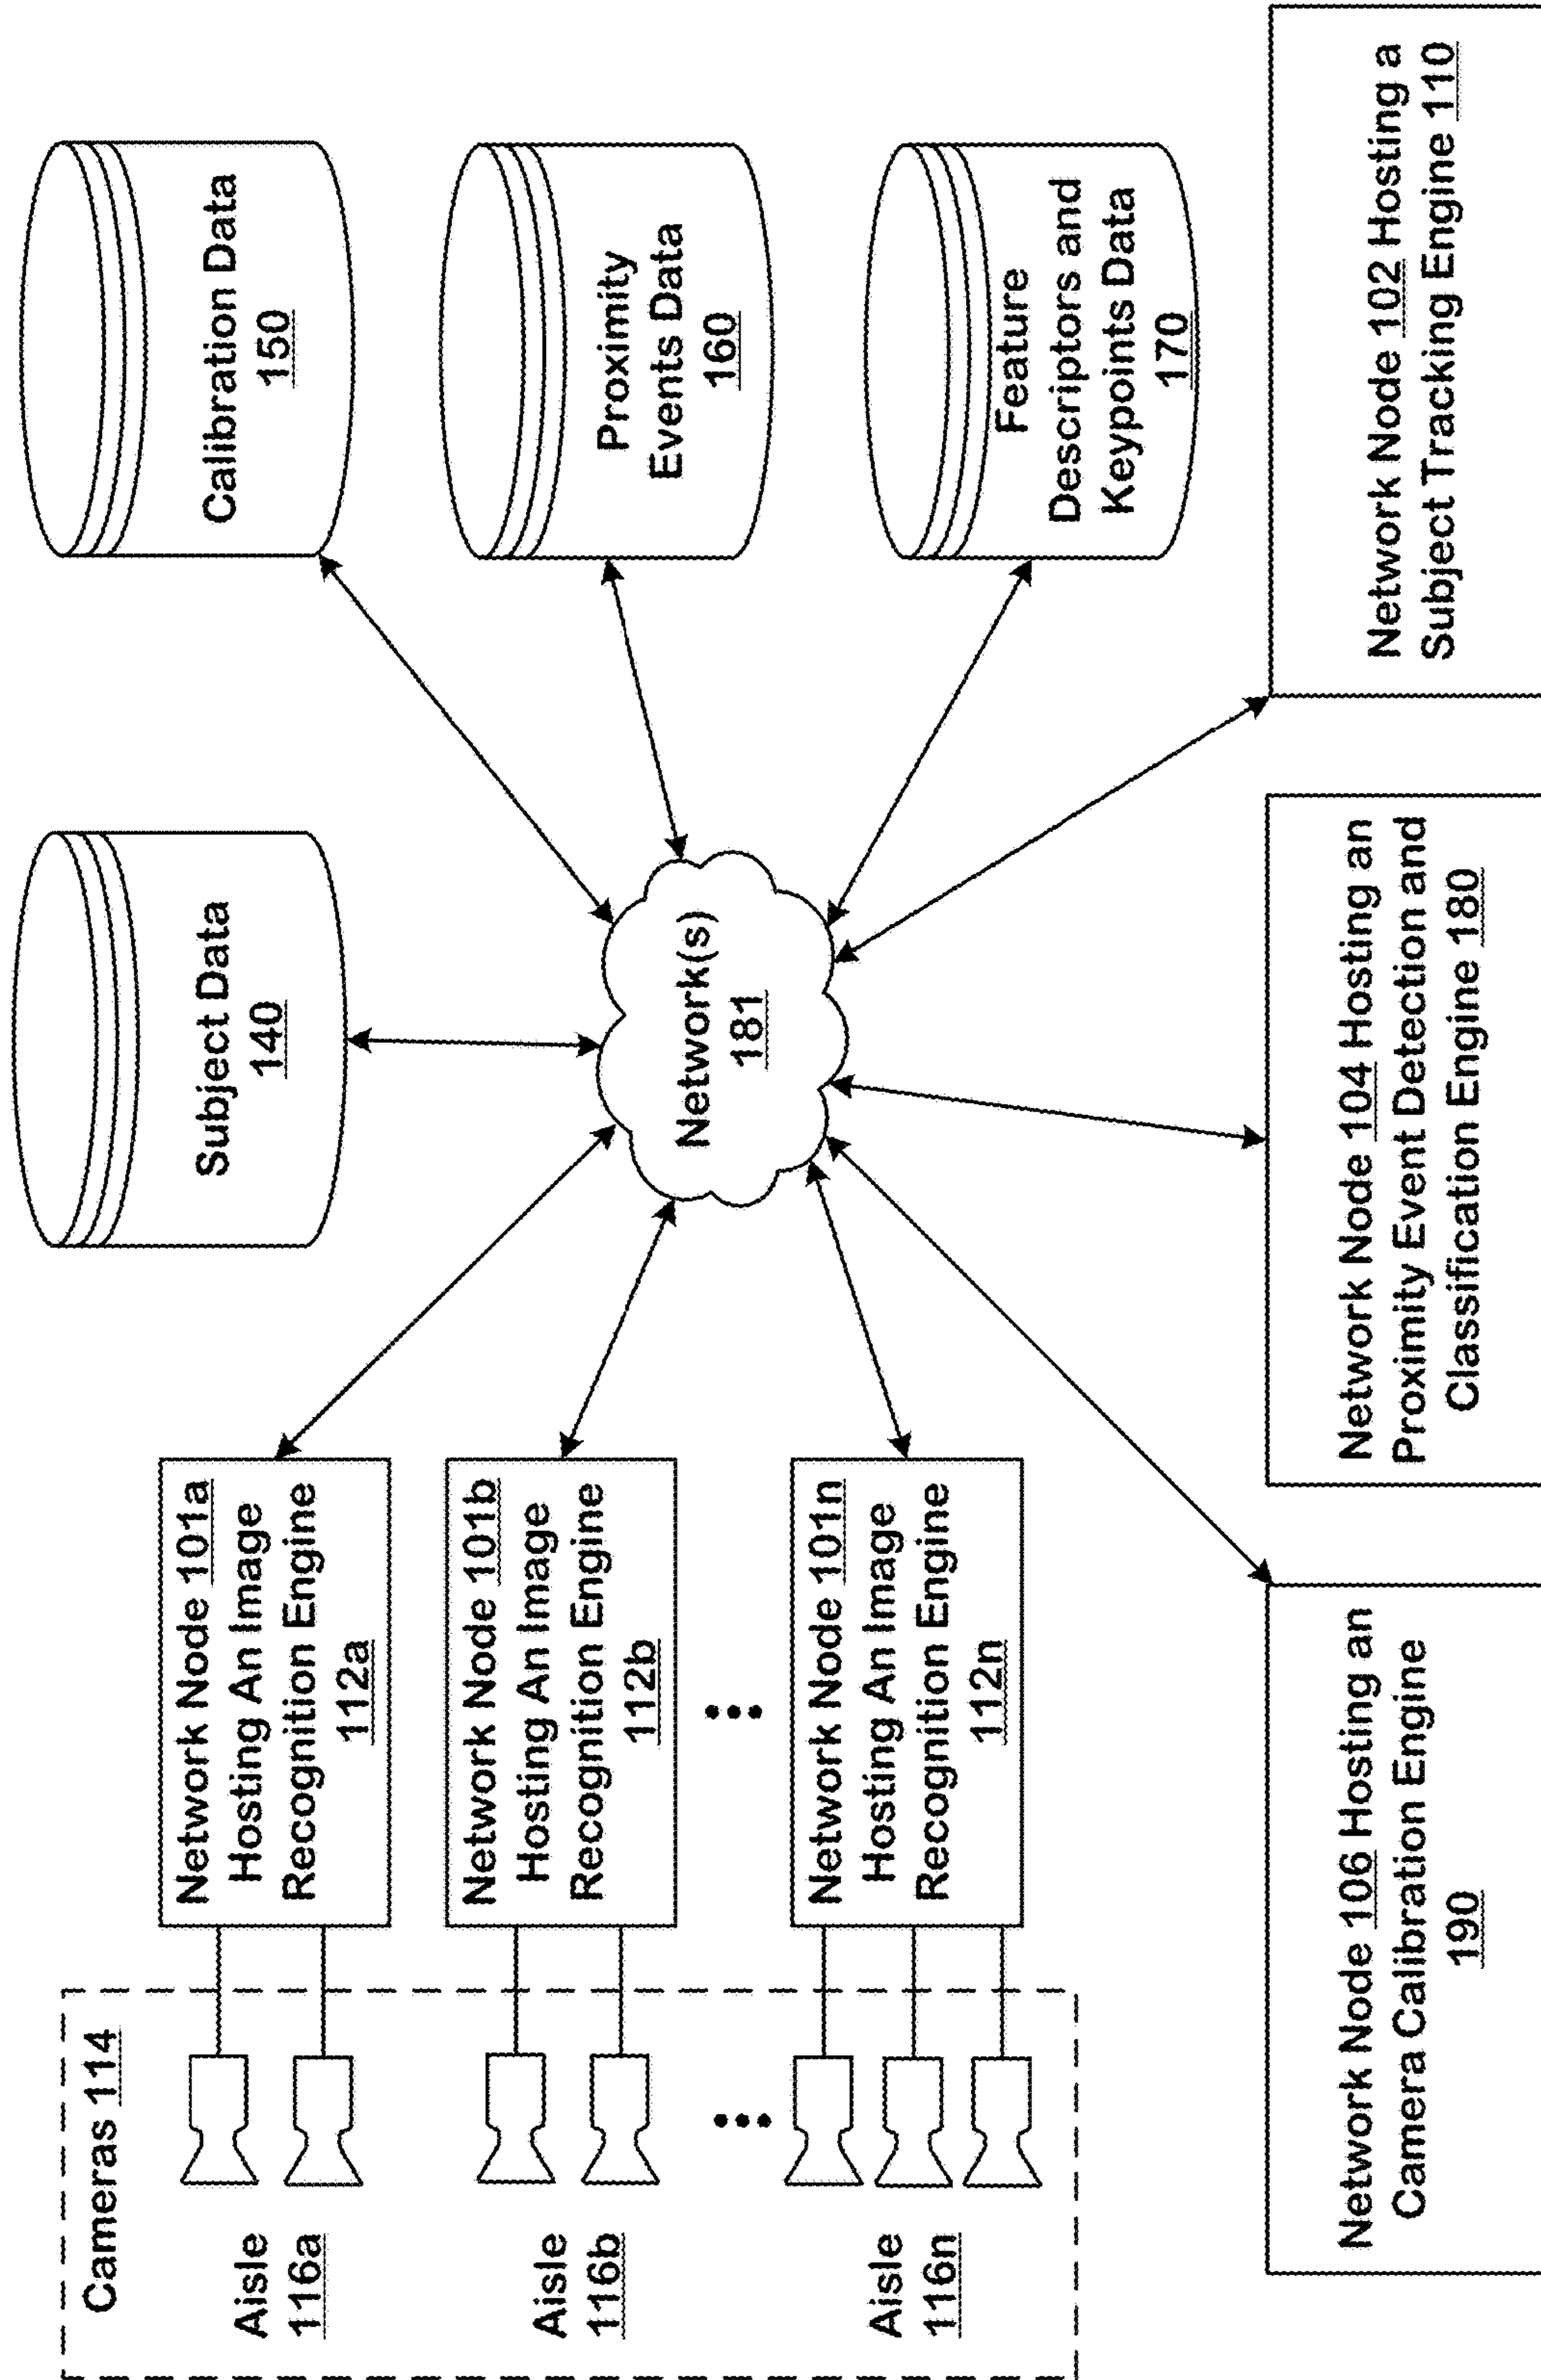 Cameras 114
Aisle
116a
Aisle
116b
Aisle
116n
Network Node 101a
Hosting An Image
Recognition Engine
112a
Network Node 101b
Hosting An Image
Recognition Engine
112b
Network Node 101n
Hosting An Image
Recognition Engine
112n
Subject Data
140
Calibration Data
150
Proximity
Events Data
160
Feature
Descriptors and
Keypoints Data
170
Network(s)
181
Network Node 106 Hosting an
Camera Calibration Engine
190
Network Node 104 Hosting an
Proximity Event Detection and
Classification Engine 180
Network Node 102 Hosting a
Subject Tracking Engine 110